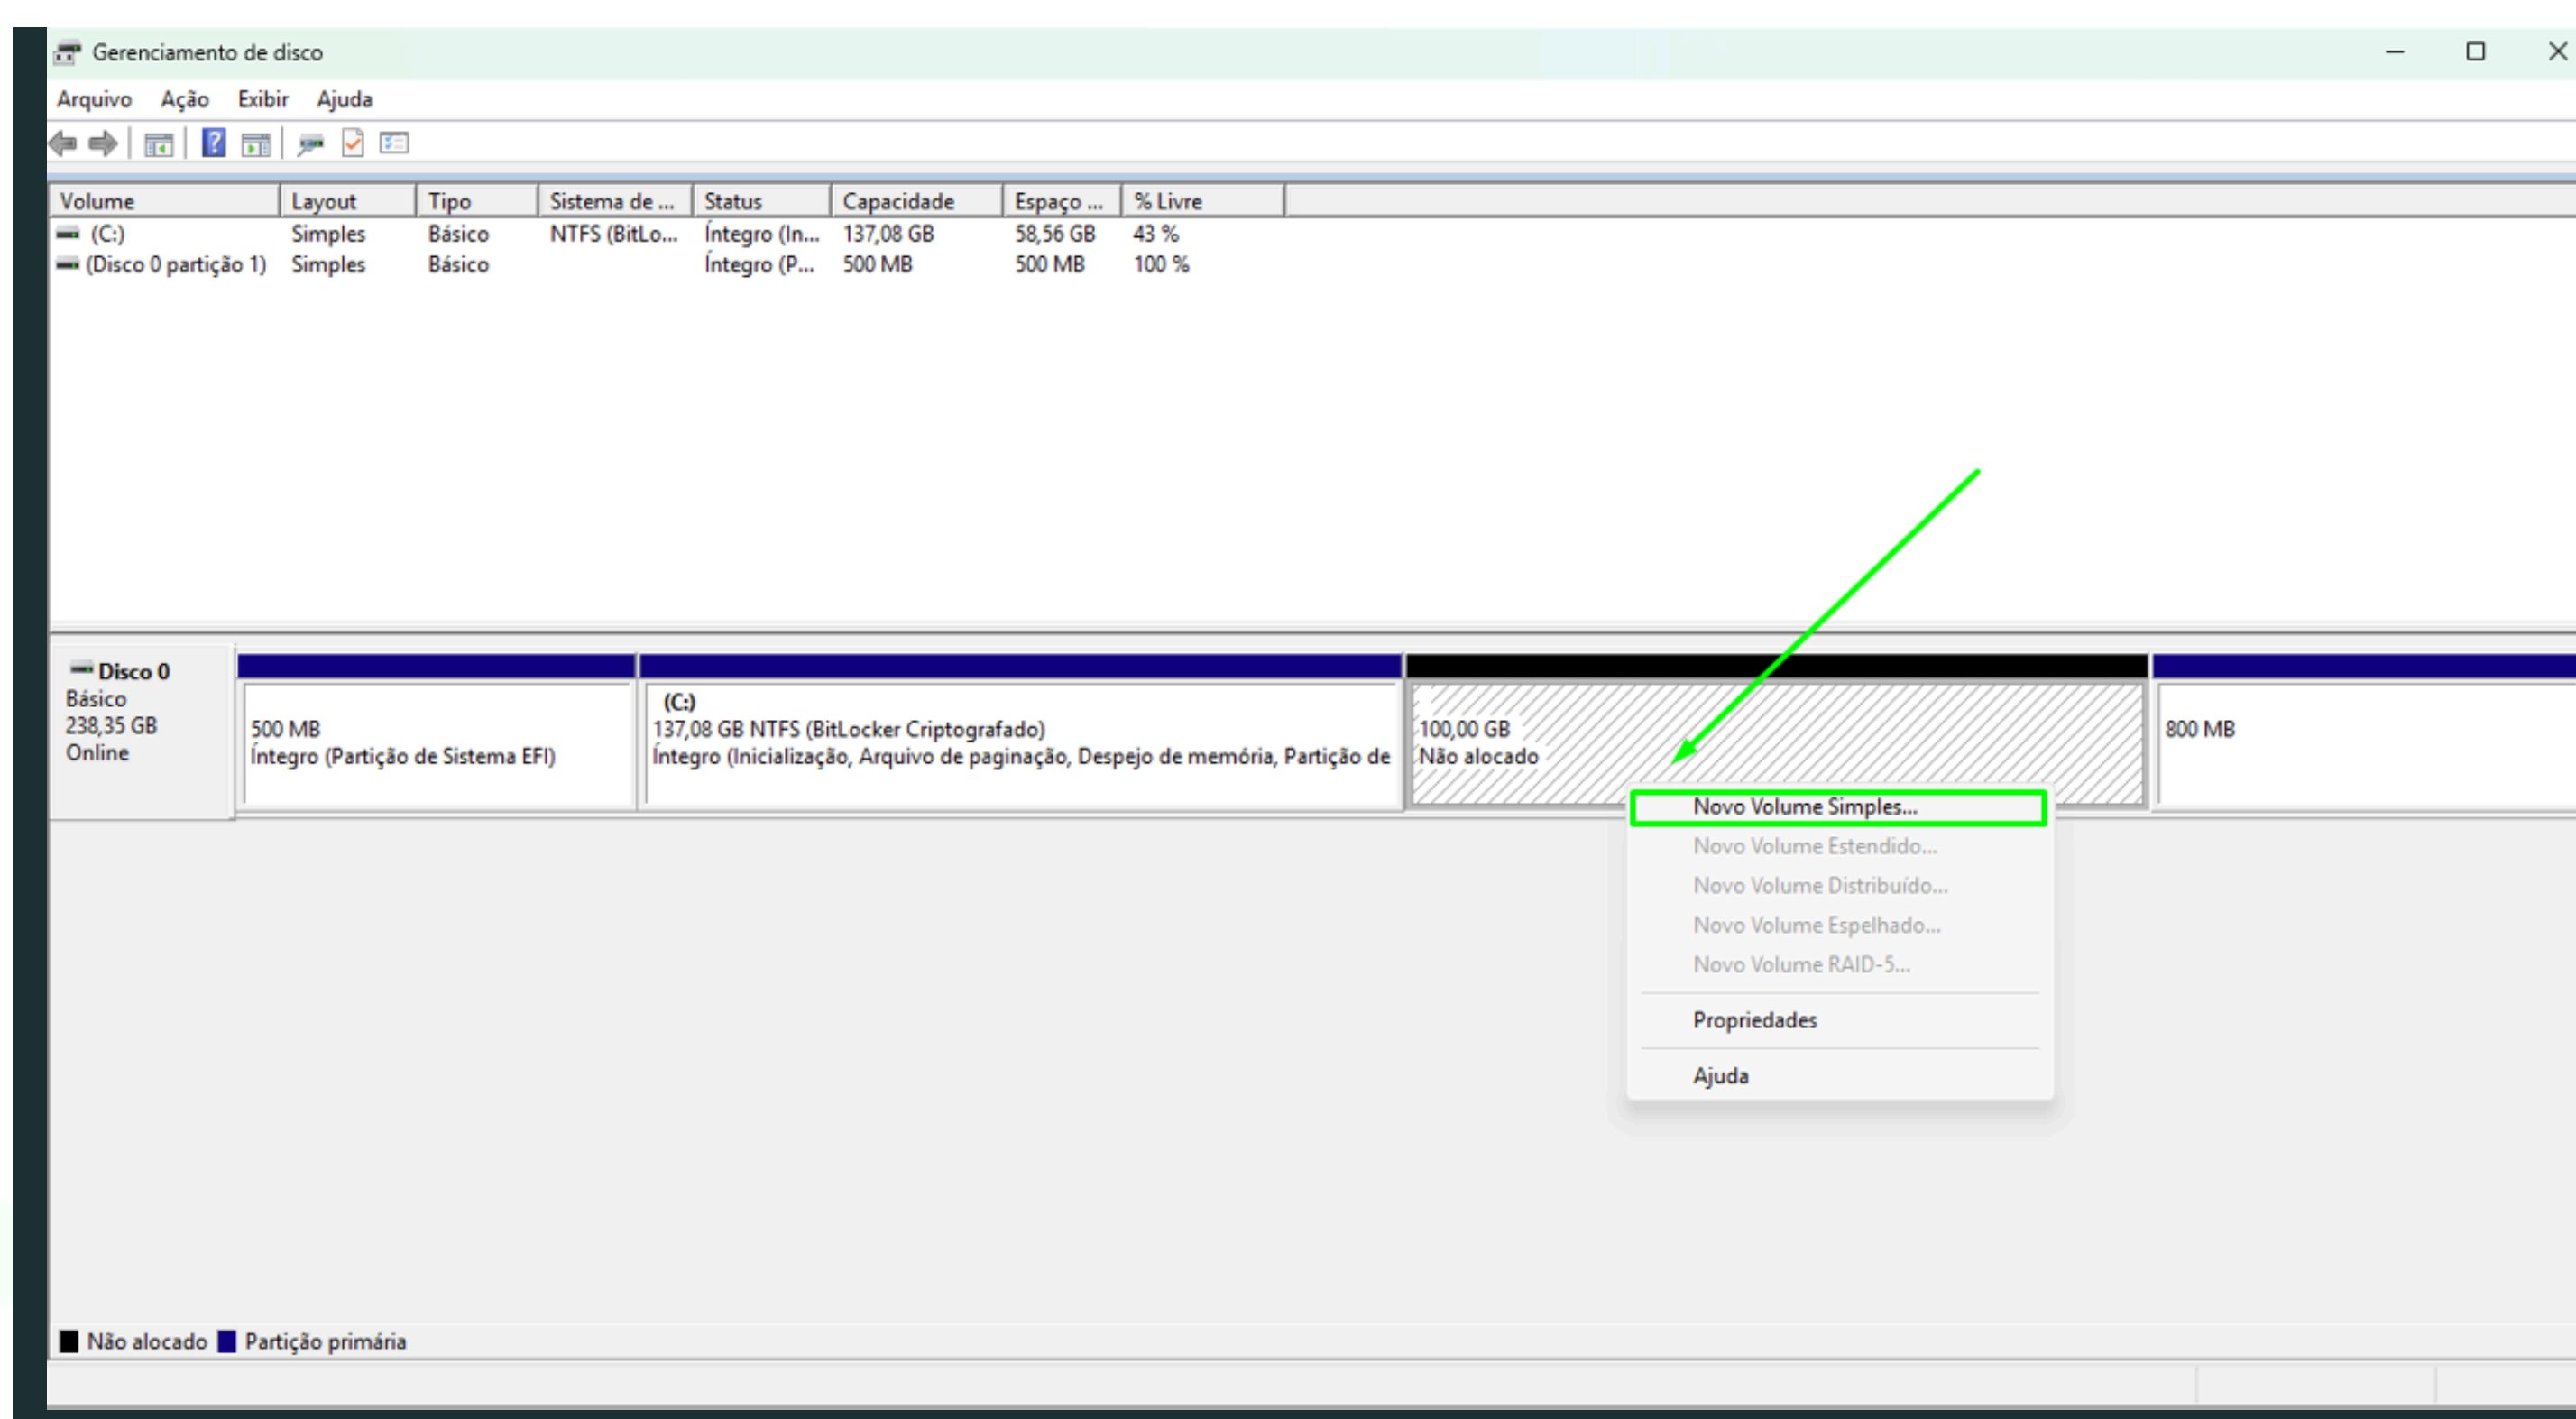 Gerenciamento de disco
Arquivo Ação Exibir Ajuda
Volume Layout Tipo Sistema de ... Status Capacidade Espaço ... % Livre
(C:) Simples Básico NTFS (BitLo... Íntegro (In... 137,08 GB 58,56 GB 43 %
(Disco 0 partição 1) Simples Básico Íntegro (P... 500 MB 500 MB 100 %
Disco 0
Básico
238,35 GB
Online
500 MB
Íntegro (Partição de Sistema EFI)
(C:)
137,08 GB NTFS (BitLocker Criptografado)
Íntegro (Inicialização, Arquivo de paginação, Despejo de memória, Partição de
100,00 GB
Não alocado
800 MB
Novo Volume Simples...
Novo Volume Estendido...
Novo Volume Distribuído...
Novo Volume Espelhado...
Novo Volume RAID-5...
Propriedades
Ajuda
Não alocado Partição primária